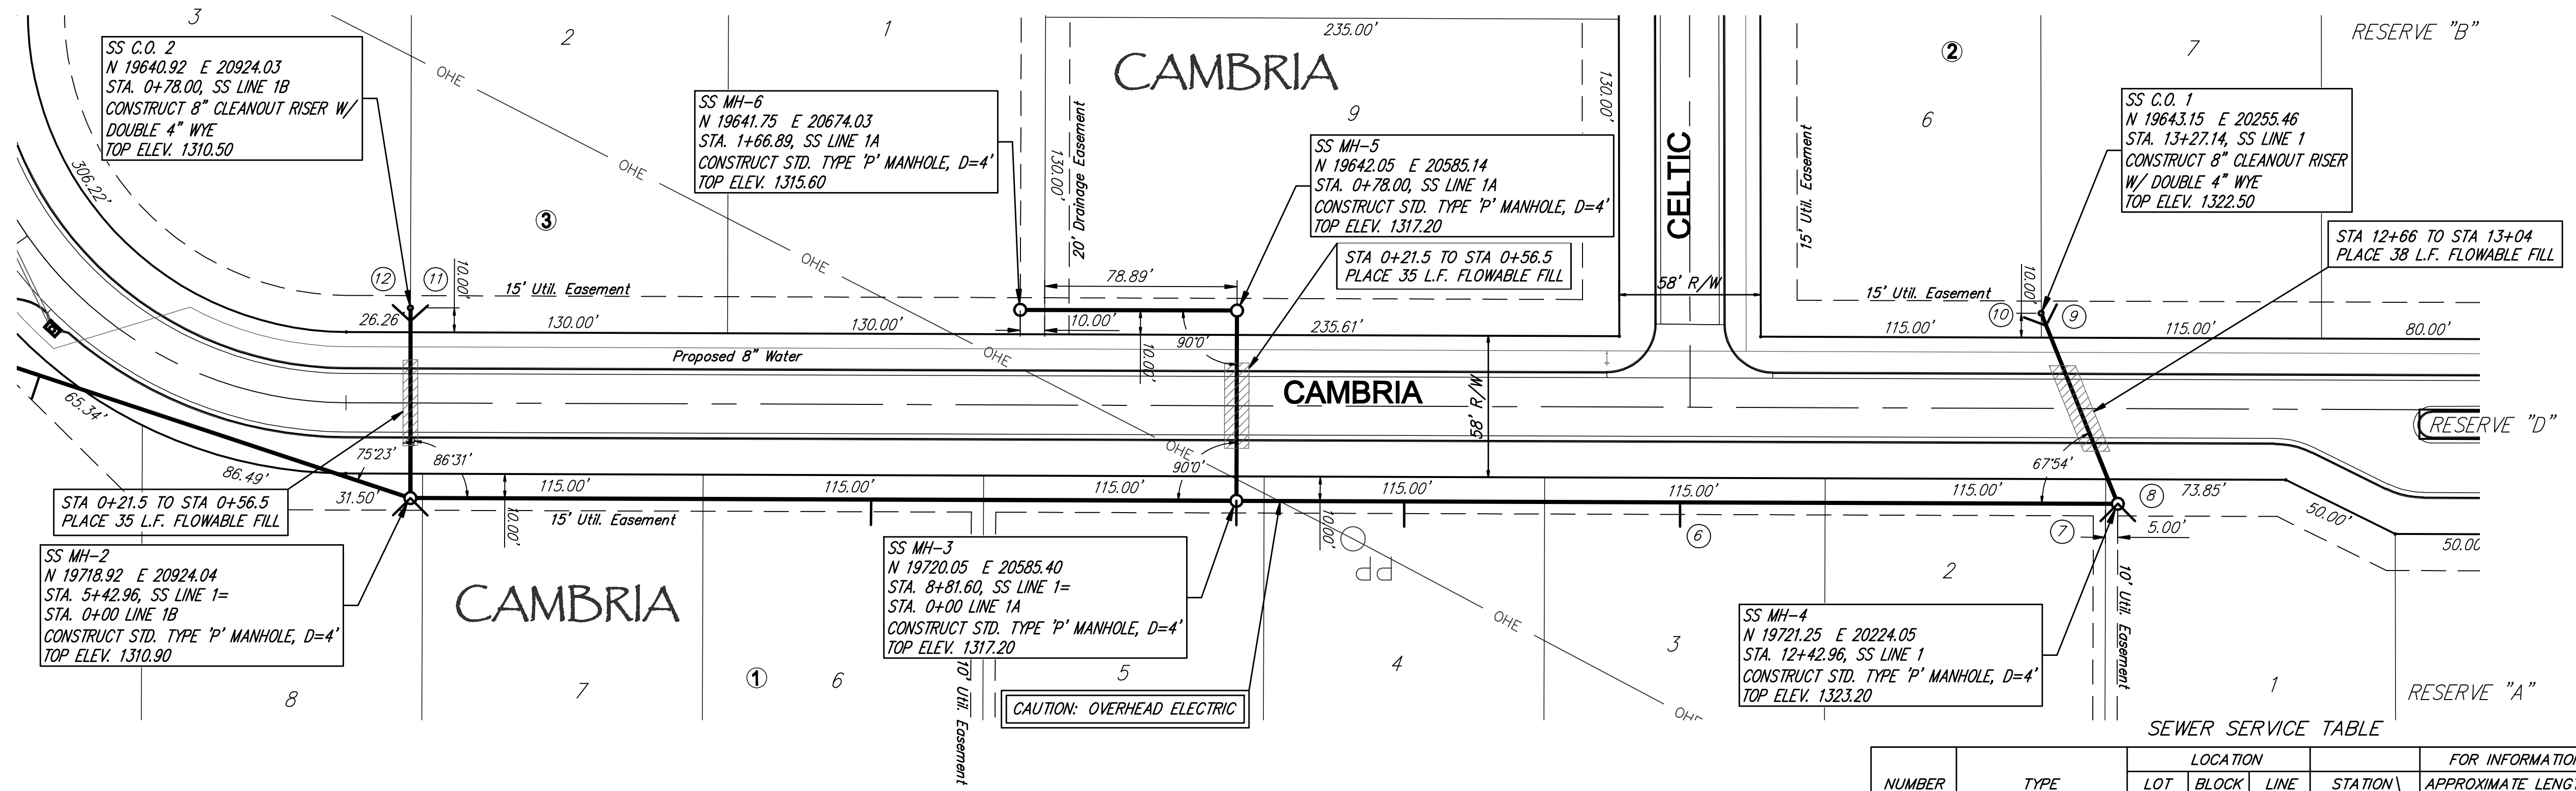 3
2
1
235.00'
CAMBRIA
9
130.00'
CELTIC
2
7
RESERVE "B"
6
SS C.O. 2
N 19640.92 E 20924.03
STA. 0+78.00, SS LINE 1B
CONSTRUCT 8" CLEANOUT RISER W/
DOUBLE 4" WYE
TOP ELEV. 1310.50
OHE
SS MH-6
N 19641.75 E 20674.03
STA. 1+66.89, SS LINE 1A
CONSTRUCT STD. TYPE 'P' MANHOLE, D=4'
TOP ELEV. 1315.60
130.00'
20' Drainage Easement
SS MH-5
N 19642.05 E 20585.14
STA. 0+78.00, SS LINE 1A
CONSTRUCT STD. TYPE 'P' MANHOLE, D=4'
TOP ELEV. 1317.20
STA 0+21.5 TO STA 0+56.5
PLACE 35 L.F. FLOWABLE FILL
15' Util. Easement
SS C.O. 1
N 19643.15 E 20255.46
STA. 13+27.14, SS LINE 1
CONSTRUCT 8" CLEANOUT RISER
W/ DOUBLE 4" WYE
TOP ELEV. 1322.50
STA 12+66 TO STA 13+04
PLACE 38 L.F. FLOWABLE FILL
306.22'
OHE
3
OHE
12
11
10.00'
15' Util. Easement
78.89'
58' R/W
15' Util. Easement
10.00'
10
9
26.26'
130.00'
130.00'
10.00'
235.61'
115.00'
115.00'
80.00'
Proposed 8" Water
OHE
10.00'
90°0'
CAMBRIA
58' R/W
RESERVE "D"
65.34'
86.49'
75°23'
86°31'
31.50'
OHE
90°0'
67°54'
115.00'
115.00'
115.00'
115.00'
115.00'
115.00'
8
73.85'
50.00'
50.00
STA 0+21.5 TO STA 0+56.5
PLACE 35 L.F. FLOWABLE FILL
15' Util. Easement
10.00'
10.00'
PP
6
7
5.00'
SS MH-2
N 19718.92 E 20924.04
STA. 5+42.96, SS LINE 1=
STA. 0+00 LINE 1B
CONSTRUCT STD. TYPE 'P' MANHOLE, D=4'
TOP ELEV. 1310.90
CAMBRIA
SS MH-3
N 19720.05 E 20585.40
STA. 8+81.60, SS LINE 1=
STA. 0+00 LINE 1A
CONSTRUCT STD. TYPE 'P' MANHOLE, D=4'
TOP ELEV. 1317.20
OHE
2
SS MH-4
N 19721.25 E 20224.05
STA. 12+42.96, SS LINE 1
CONSTRUCT STD. TYPE 'P' MANHOLE, D=4'
TOP ELEV. 1323.20
10' Util. Easement
8
7
1
6
10' Util. Easement
5
4
3
1
RESERVE "A"
CAUTION: OVERHEAD ELECTRIC
OHE
SEWER SERVICE TABLE
LOCATION
FOR INFORMATION
NUMBER
TYPE
LOT
BLOCK
LINE
STATION
APPROXIMATE LENGT